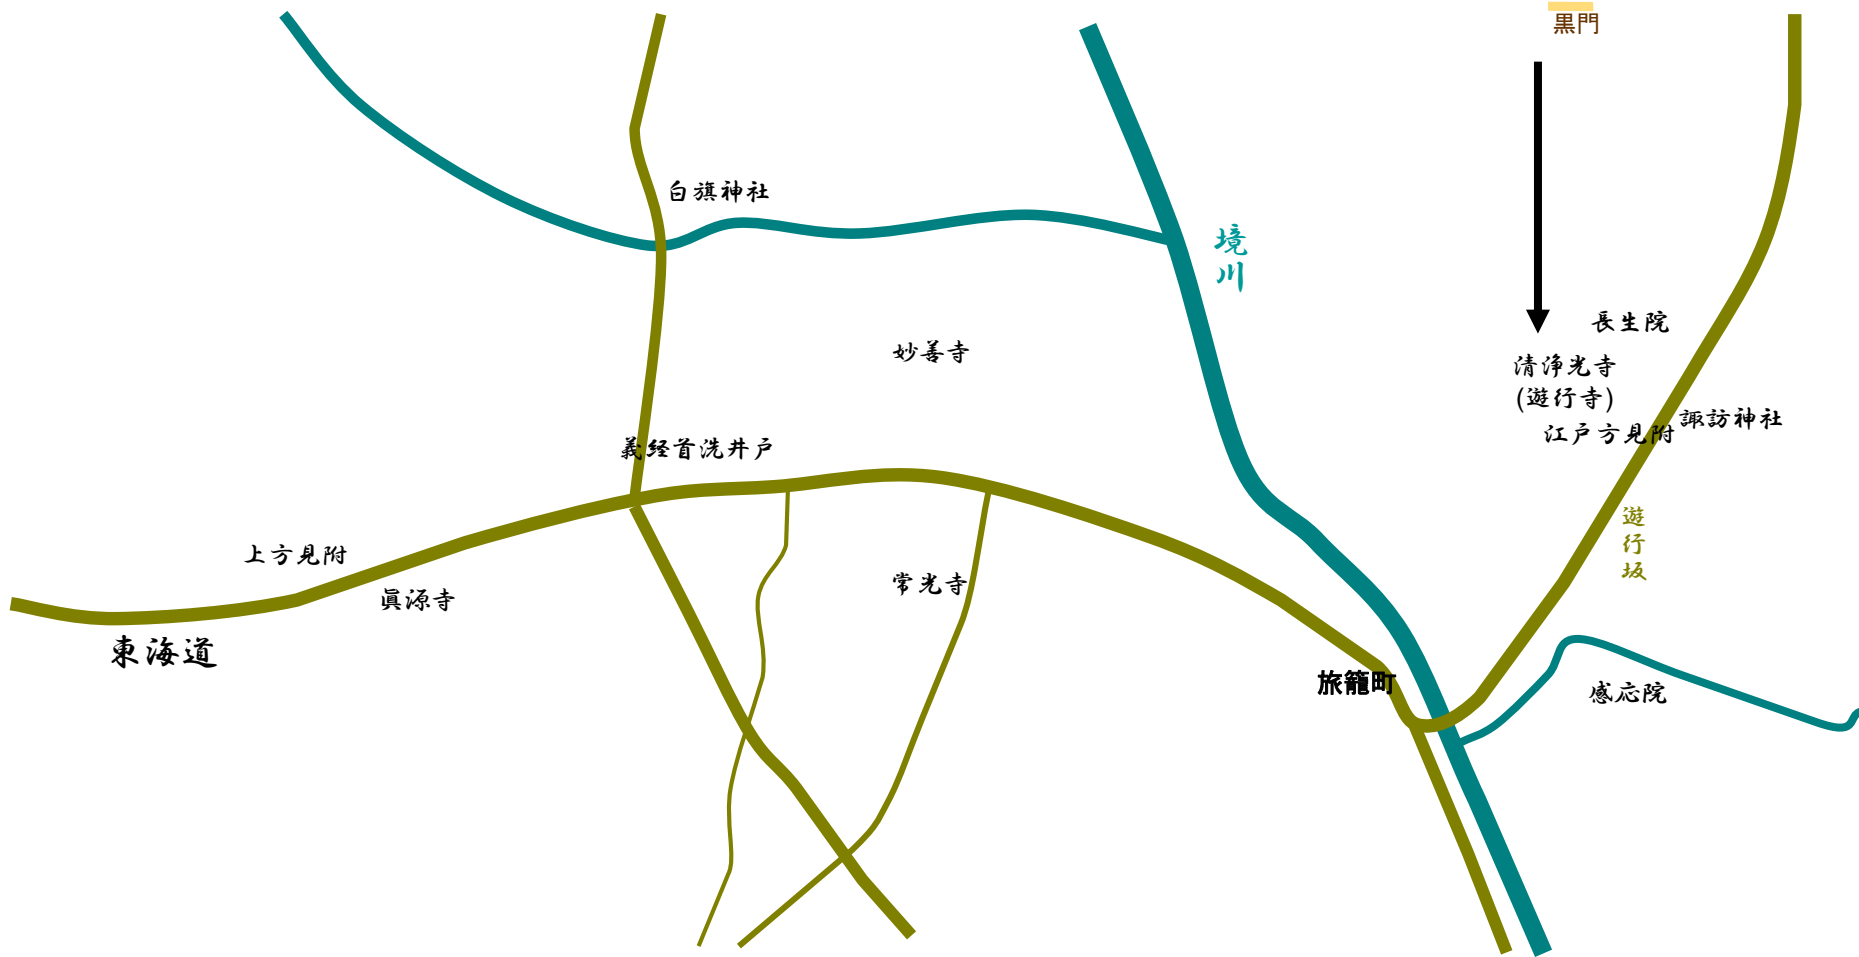 黒門
白旗神社
境川
長生院
妙善寺
清浄光寺
(遊行寺)
諏訪神社
江戸方見附
義経首洗井戸
遊行坂
上方見附
常光寺
眞源寺
東海道
旅籠町
感応院